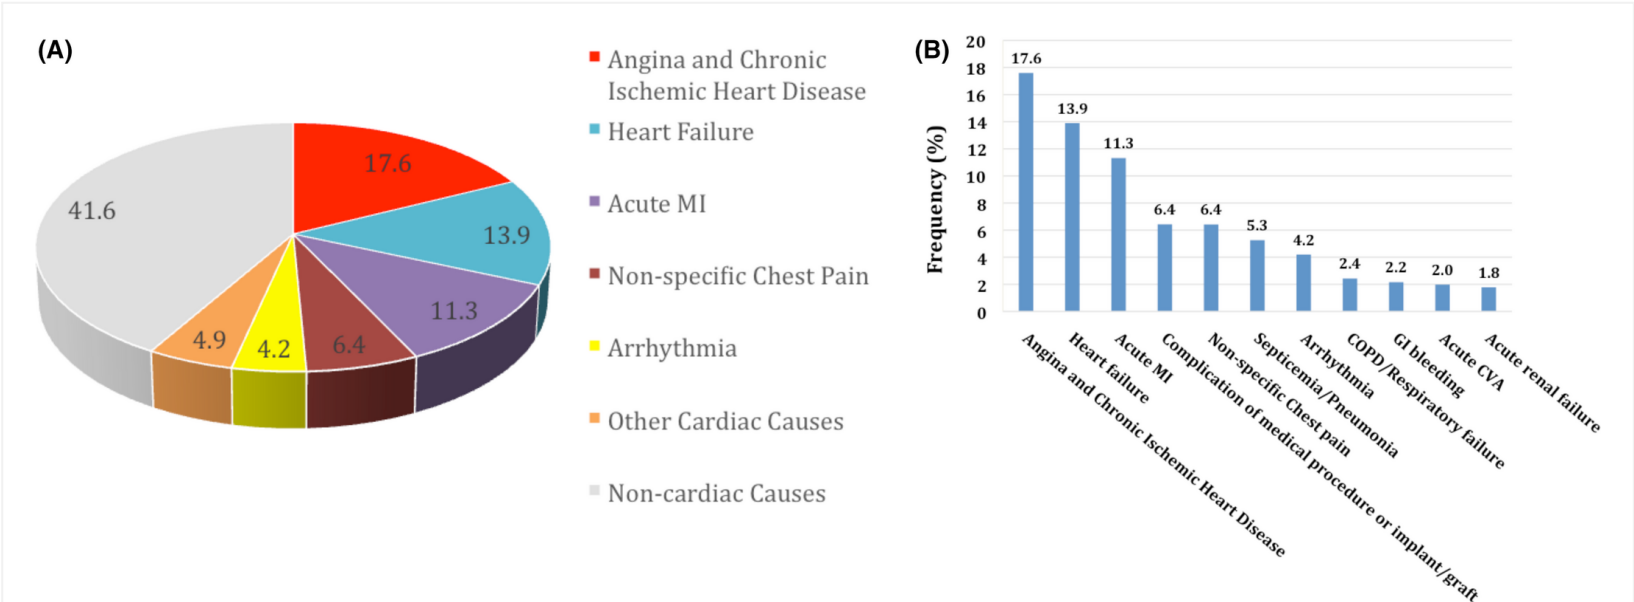 (A)
17.6
13.9
11.3
6.4
4.2
4.9
41.6
Angina and Chronic
Ischemic Heart Disease
Heart Failure
Acute MI
Non-specific Chest Pain
Arrhythmia
Other Cardiac Causes
Non-cardiac Causes
(B)
Frequency (%)
20
18
16
14
12
10
8
6
4
2
0
17.6
13.9
11.3
6.4
6.4
5.3
4.2
2.4
2.2
2.0
1.8
Angina and Chronic Ischemic Heart Disease
Heart failure
Acute MI
Complication of medical procedure or implant/graft
Non-specific Chest pain
Septicemia/Pneumonia
Arrhythmia
COPD/Respiratory failure
GI bleeding
Acute CVA
Acute renal failure